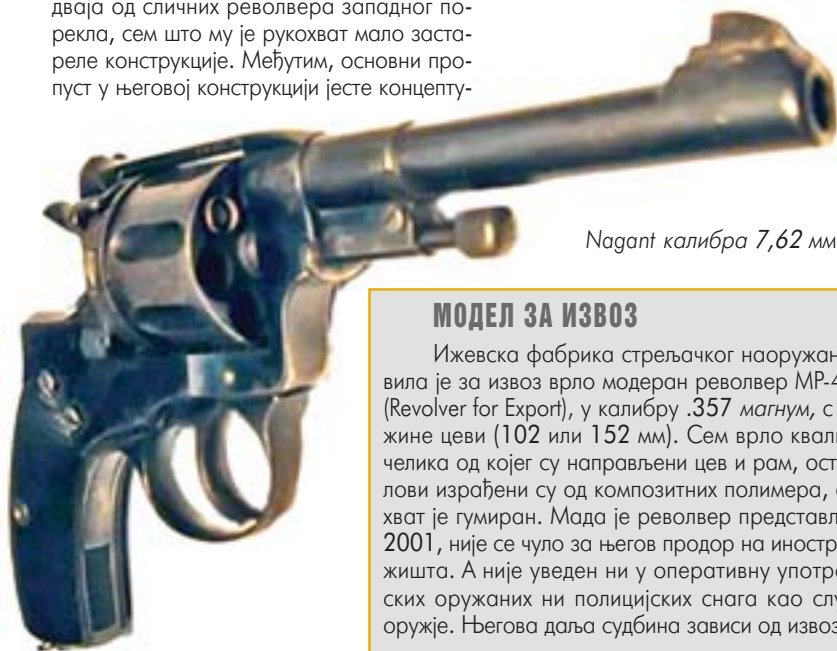 двaја од сличних револвера западног по-
рекла, сем што му је рукохват мало заста-
реле конструкције. Међутим, основни про-
пуст у његовој конструкцији јесте концепту-
Nagant калибра 7,62 мм
МОДЕЛ ЗА ИЗВОЗ
Ижевска фабрика стрељачког наоружан
вила је за извоз врло модеран револвер МР-4
(Revolver for Export), у калибру .357 магнум, с
жине цеви (102 или 152 мм). Сем врло квали
челика од којег су направљени цев и рам, ост
лови израђени су од композитних полимера,
хват је гумиран. Мада је револвер представљ
2001, није се чуло за његов продор на иностр
жишта. А није уведен ни у оперативну употре
ских оружаних ни полицијских снага као слу
оружје. Његова даља судбина зависи од извоз